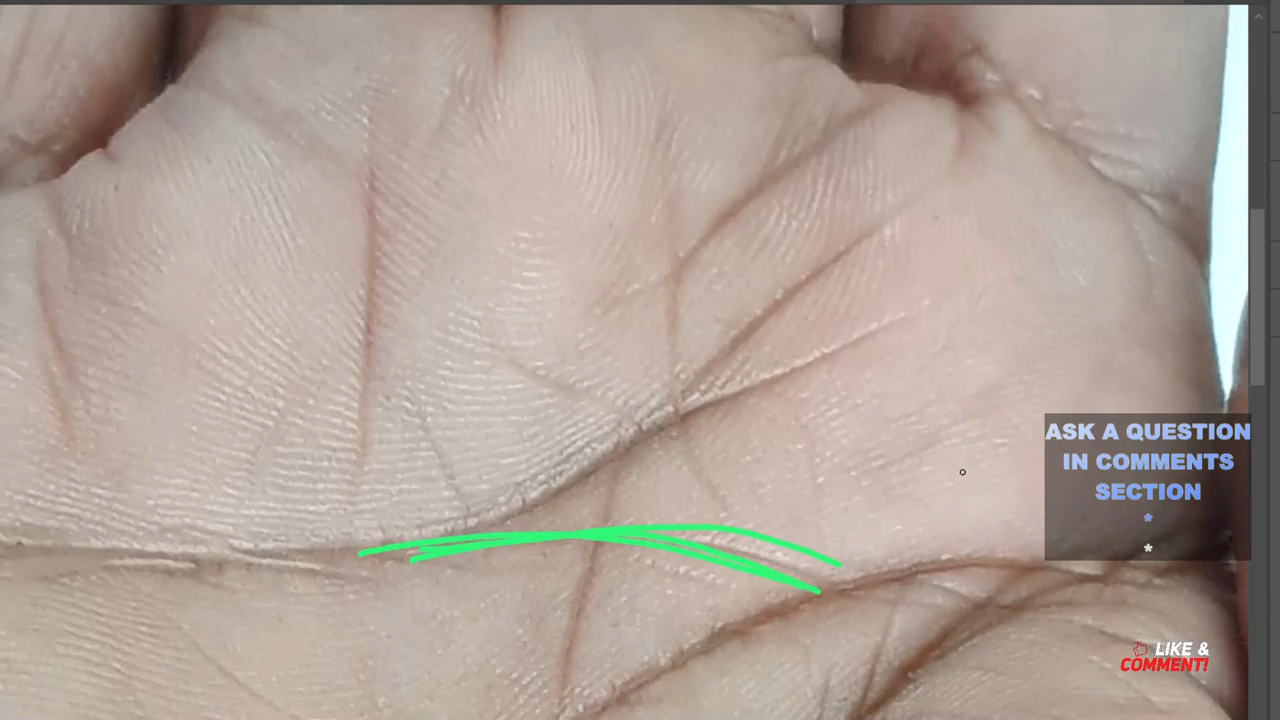 ASK A QUESTION
IN COMMENTS
SECTION
*
*
LIKE &
COMMENT!